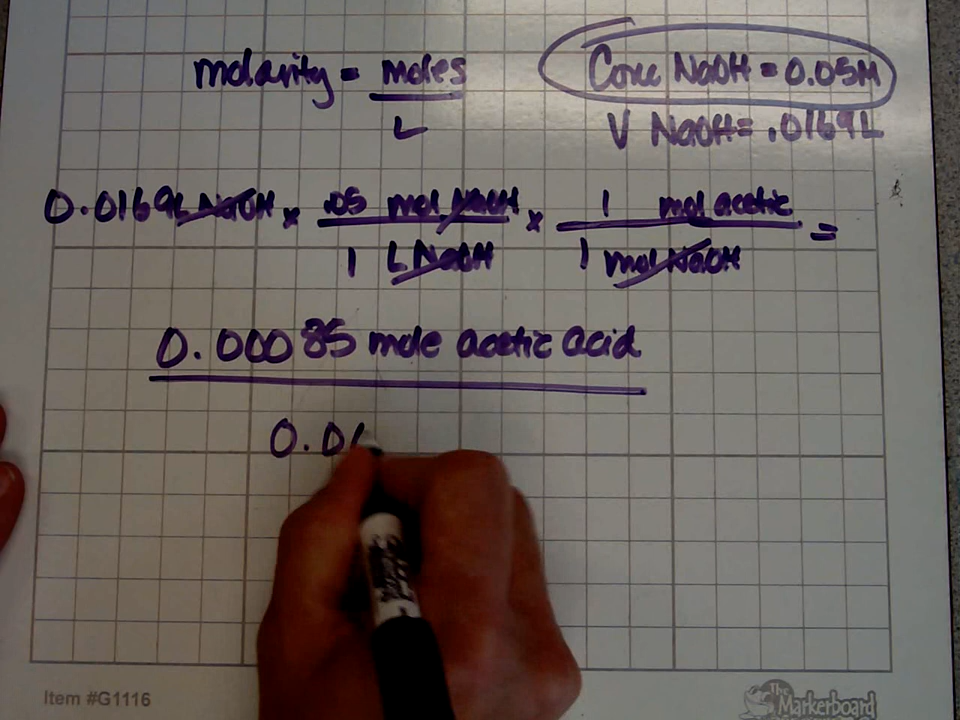 molarity = moles
L
Conc NaOH = 0.05M
V NaOH = .0169L
0.0169L NaOH x .05 mol NaOH x 1 mol acetic =
1 L NaOH 1 mol NaOH
0.00085 mole acetic acid
0.0
Item #G1116
The Markerboard